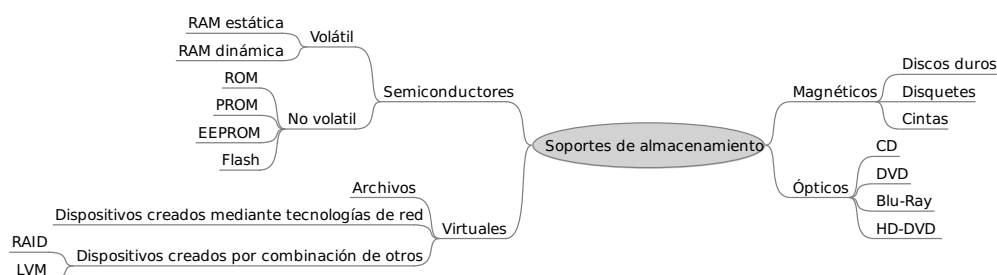 RAM estática
RAM dinámica
Volátil
ROM
PROM
EEPROM
Flash
No volatil
Semiconductores
Archivos
Dispositivos creados mediante tecnologías de red
RAID
LVM
Dispositivos creados por combinación de otros
Virtuales
Soportes de almacenamiento
Magnéticos
Discos duros
Disquetes
Cintas
Ópticos
CD
DVD
Blu-Ray
HD-DVD